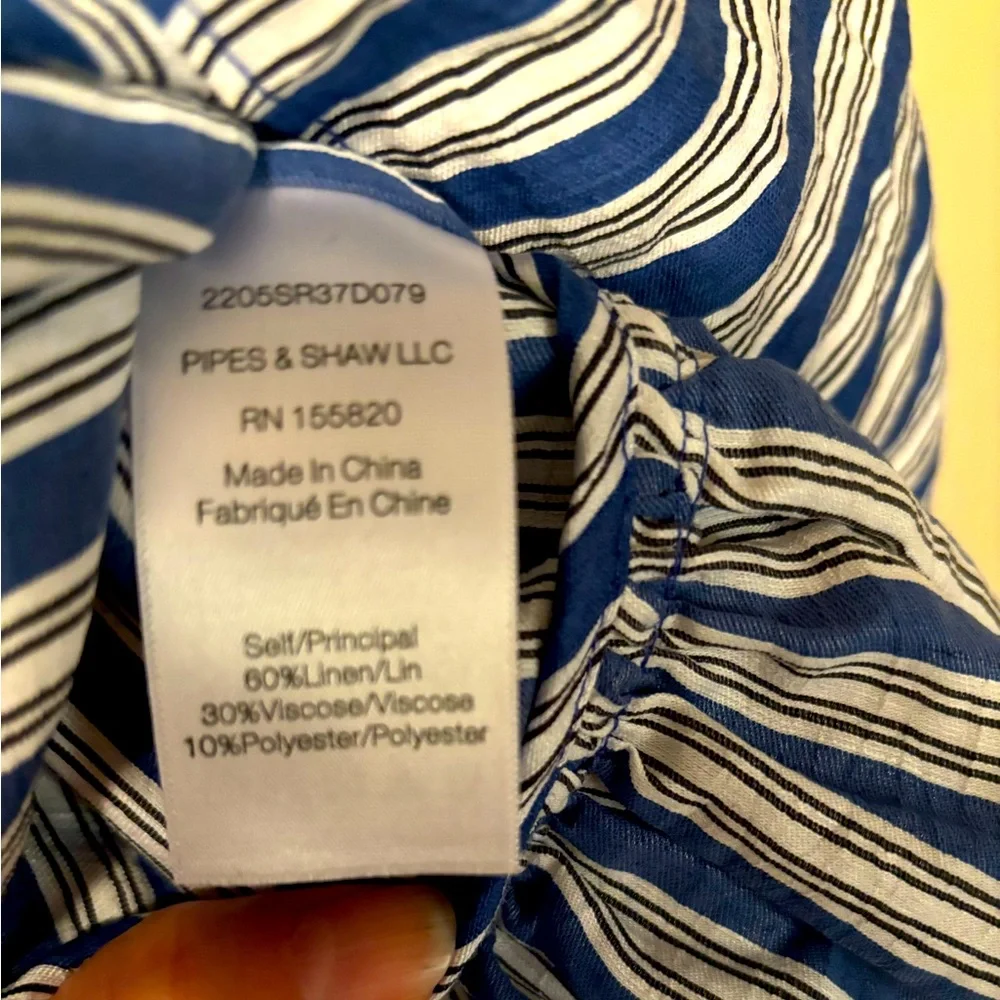 2205SR37D079
PIPES & SHAW LLC
RN 155820
Made In China
Fabriqué En Chine
Self/Principal
60%Linen/Lin
30%Viscose/Viscose
10%Polyester/Polyester